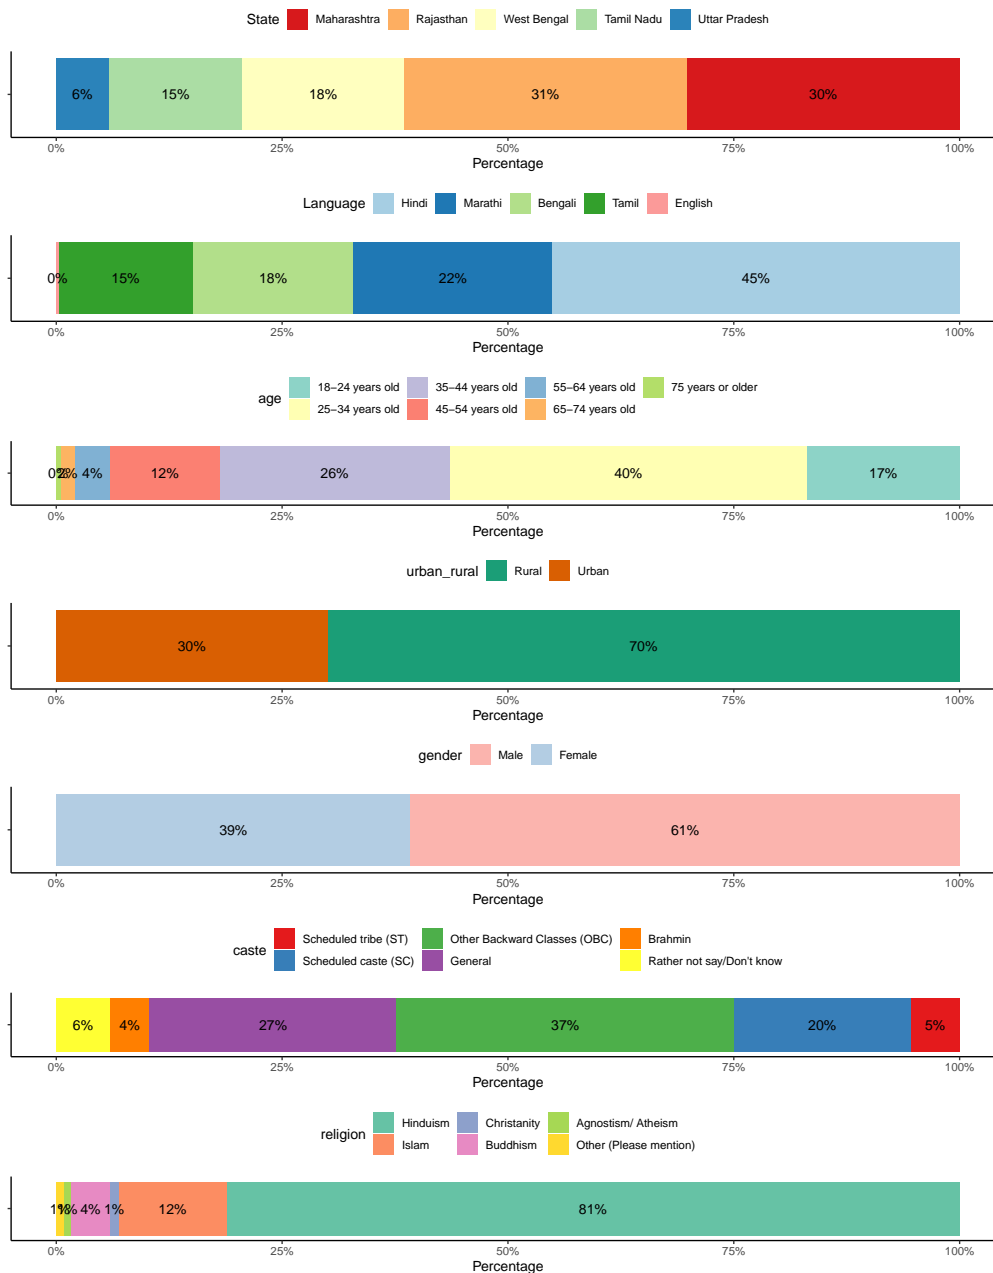 State Maharashtra Rajasthan West Bengal Tamil Nadu Uttar Pradesh
6% 15% 18% 31% 30%
0% 25% 50% 75% 100%
Percentage
Language Hindi Marathi Bengali Tamil English
0% 15% 18% 22% 45%
0% 25% 50% 75% 100%
Percentage
age
18–24 years old 35–44 years old 55–64 years old 75 years or older
25–34 years old 45–54 years old 65–74 years old
0% 2% 4% 12% 26% 40% 17%
0% 25% 50% 75% 100%
Percentage
urban_rural Rural Urban
30% 70%
0% 25% 50% 75% 100%
Percentage
gender Male Female
39% 61%
0% 25% 50% 75% 100%
Percentage
caste
Scheduled tribe (ST) Other Backward Classes (OBC) Brahmin
Scheduled caste (SC) General Rather not say/Don't know
6% 4% 27% 37% 20% 5%
0% 25% 50% 75% 100%
Percentage
religion
Hinduism Christanity Agnostism/ Atheism
Islam Buddhism Other (Please mention)
1% 1% 4% 1% 12% 81%
0% 25% 50% 75% 100%
Percentage